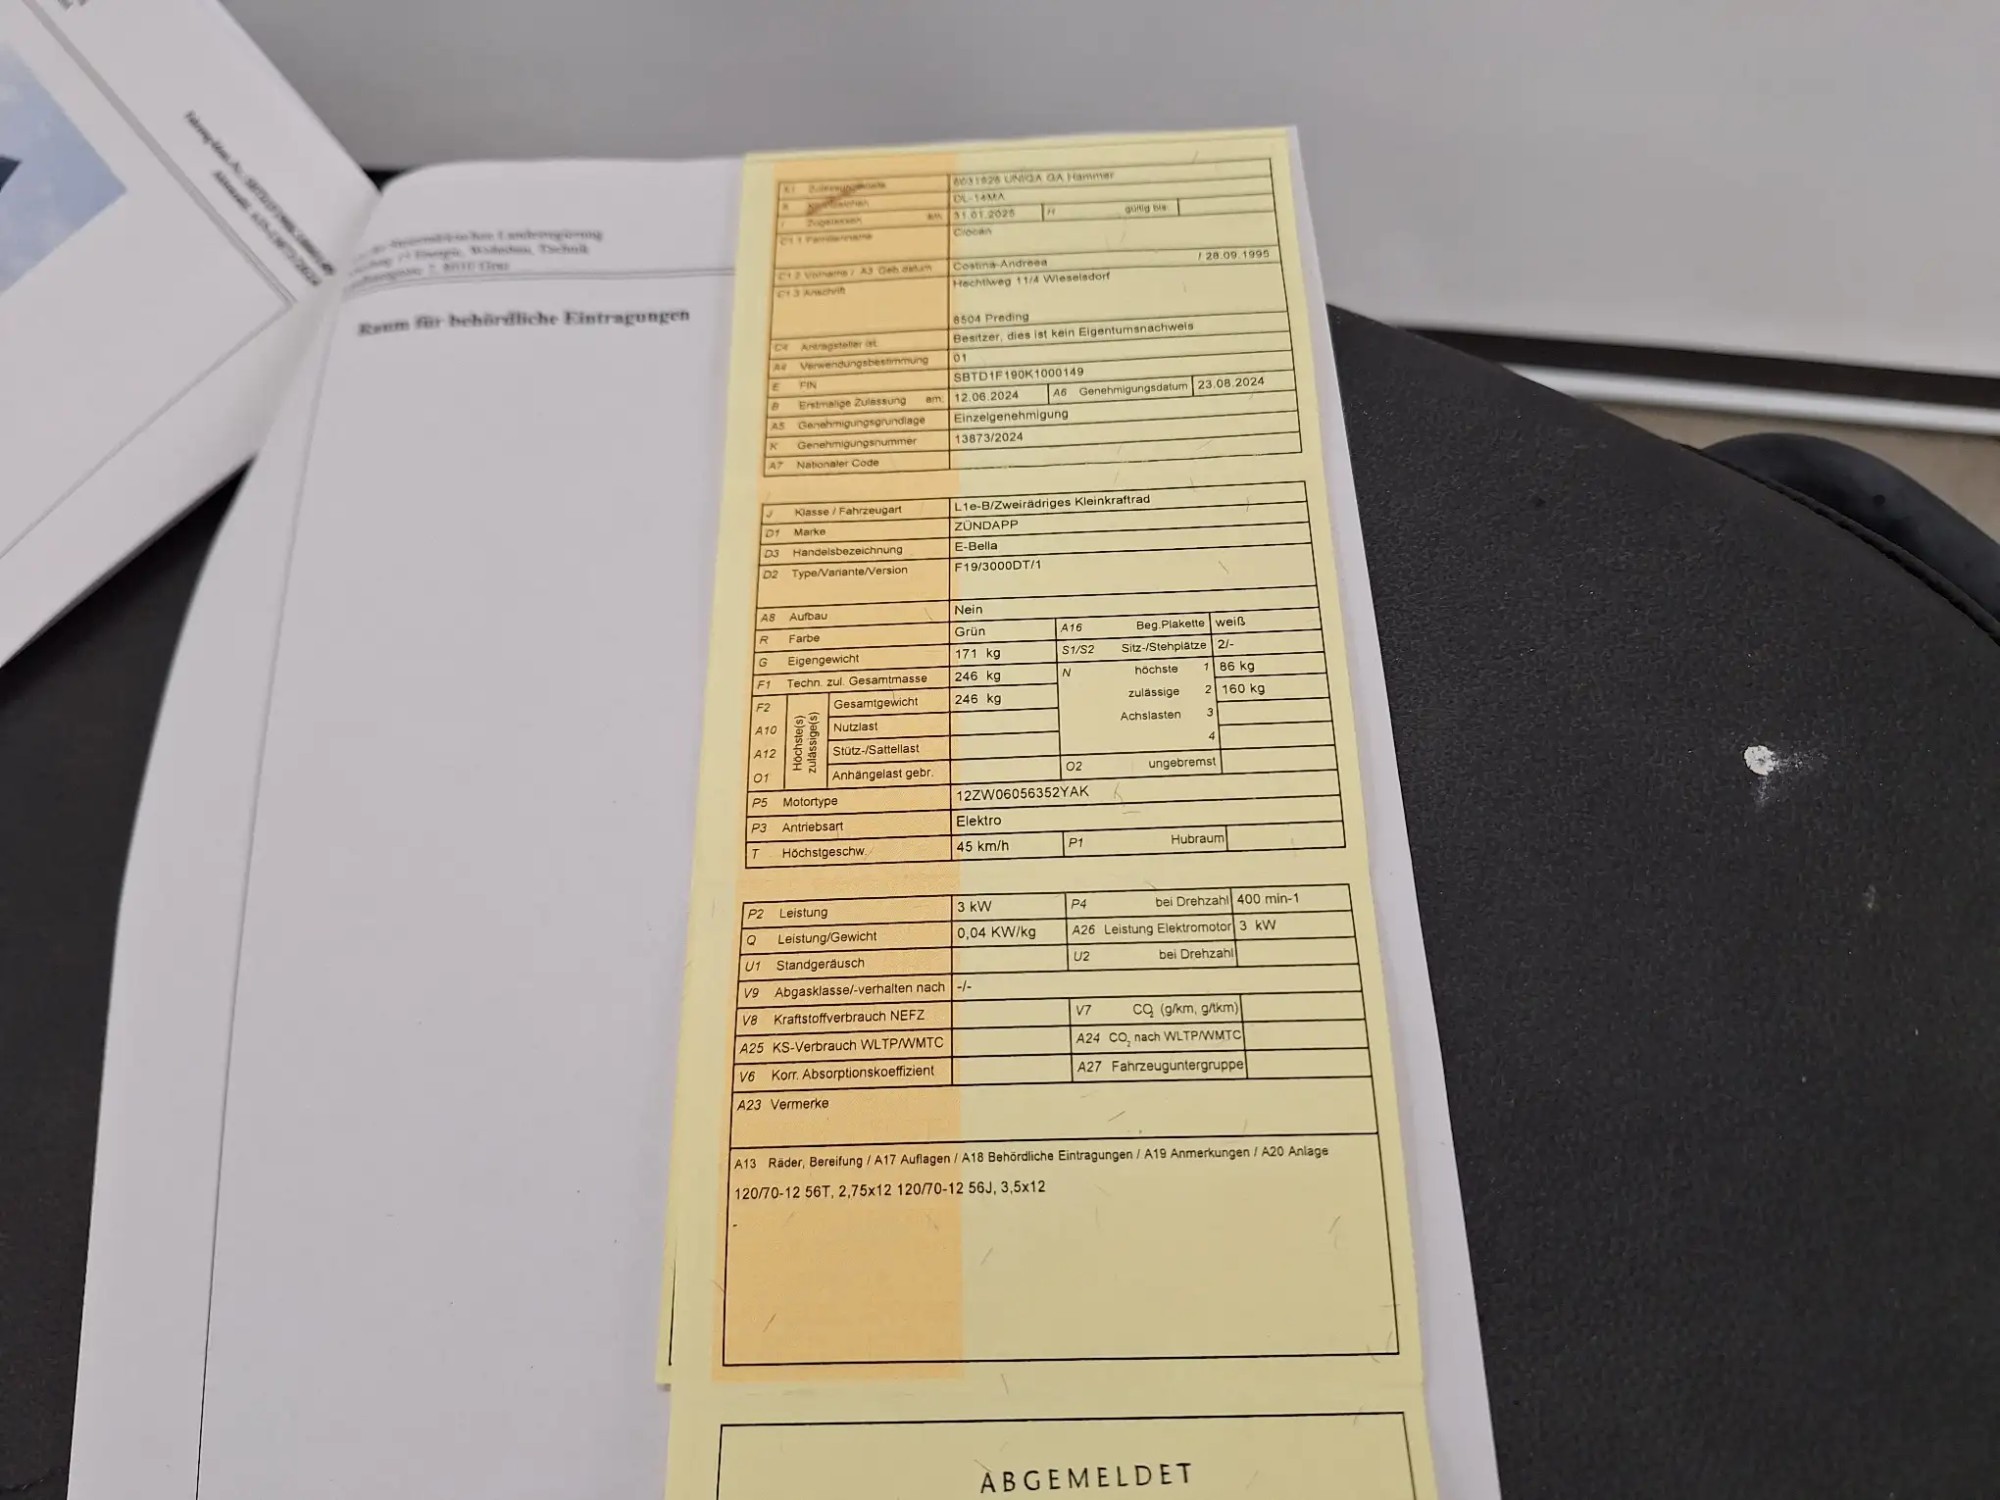 Raum für behördliche Eintragungen
A1 Zulassungsstelle 6031826 UNIQA GA Hammer
A Kennzeichen DL-14MA
I Zugelassen am: 31.01.2025 H gültig bis:
C1.1 Familienname Ciocan
C1.2 Vorname / A3 Geb.datum Costina-Andreea / 28.09.1995
C1.3 Anschrift Hechtlweg 11/4 Wieselsdorf
8504 Preding
C4 Antragsteller ist: Besitzer, dies ist kein Eigentumsnachweis
A4 Verwendungsbestimmung 01
E FIN SBTD1F190K1000149
B Erstmalige Zulassung am: 12.06.2024 A6 Genehmigungsdatum 23.08.2024
A5 Genehmigungsgrundlage Einzelgenehmigung
K Genehmigungsnummer 13873/2024
A7 Nationaler Code
J Klasse / Fahrzeugart L1e-B/Zweirädriges Kleinkraftrad
D1 Marke ZÜNDAPP
D3 Handelsbezeichnung E-Bella
D2 Type/Variante/Version F19/3000DT/1
A8 Aufbau Nein
R Farbe Grün A16 Beg.Plakette weiß
G Eigengewicht 171 kg S1/S2 Sitz-/Stehplätze 2/-
F1 Techn. zul. Gesamtmasse 246 kg N höchste 1 86 kg
F2 Höchste(s) zulässige(s) Gesamtgewicht 246 kg zulässige 2 160 kg
A10 Nutzlast Achslasten 3
A12 Stütz-/Sattellast 4
O1 Anhängelast gebr. O2 ungebremst
P5 Motortype 12ZW06056352YAK
P3 Antriebsart Elektro
T Höchstgeschw. 45 km/h P1 Hubraum
P2 Leistung 3 kW P4 bei Drehzahl 400 min-1
Q Leistung/Gewicht 0,04 KW/kg A26 Leistung Elektromotor 3 kW
U1 Standgeräusch U2 bei Drehzahl
V9 Abgasklasse/-verhalten nach -/-
V8 Kraftstoffverbrauch NEFZ V7 CO₂ (g/km, g/tkm)
A25 KS-Verbrauch WLTP/WMTC A24 CO₂ nach WLTP/WMTC
V6 Korr. Absorptionskoeffizient A27 Fahrzeuguntergruppe
A23 Vermerke
A13 Räder, Bereifung / A17 Auflagen / A18 Behördliche Eintragungen / A19 Anmerkungen / A20 Anlage
120/70-12 56T, 2,75x12 120/70-12 56J, 3,5x12
-
ABGEMELDET